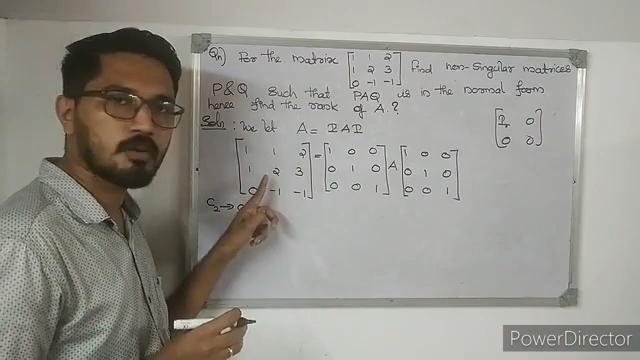 Qn) For the matrix [1 1 2] Find non-singular matrices
[1 2 3]
[0 -1 -1]
P&Q such that PAQ is in the normal form
hence find the rank of A.?
[Ir 0]
[0 0]
Soln: We let A = IAI
[1 1 2] = [1 0 0] A [1 0 0]
[1 2 3] [0 1 0] [0 1 0]
[0 -1 -1] [0 0 1] [0 0 1]
C2→
PowerDirector